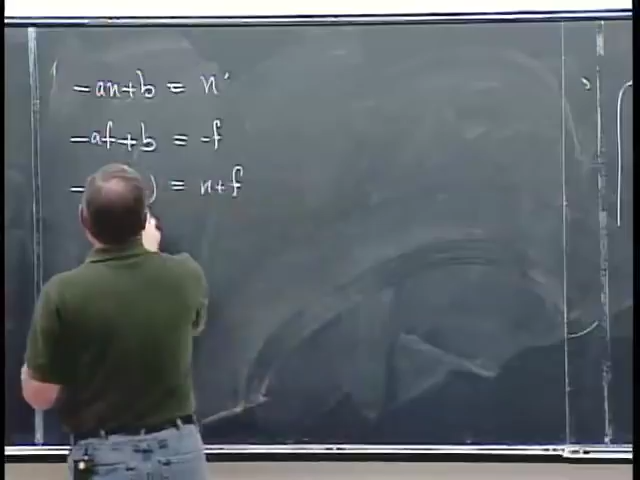 -an+b = n
-af+b = -f
- ) = n+f